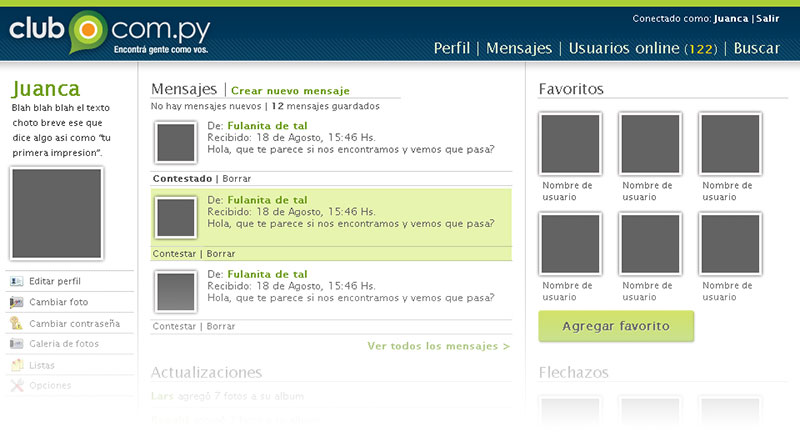 club com.py
Encontrá gente como vos.
Conectado como: Juanca | Salir
Perfil | Mensajes | Usuarios online (122) | Buscar
Juanca
Blah blah blah el texto
choto breve ese que
dice algo asi como “tu
primera impresion”.
Editar perfil
Cambiar foto
Cambiar contraseña
Galeria de fotos
Listas
Opciones
Mensajes | Crear nuevo mensaje
No hay mensajes nuevos | 12 mensajes guardados
De: Fulanita de tal
Recibido: 18 de Agosto, 15:46 Hs.
Hola, que te parece si nos encontramos y vemos que pasa?
Contestado | Borrar
De: Fulanita de tal
Recibido: 18 de Agosto, 15:46 Hs.
Hola, que te parece si nos encontramos y vemos que pasa?
Contestar | Borrar
De: Fulanita de tal
Recibido: 18 de Agosto, 15:46 Hs.
Hola, que te parece si nos encontramos y vemos que pasa?
Contestar | Borrar
Ver todos los mensajes >
Actualizaciones
Lars agregó 7 fotos a su album
agregó 7 fotos a su album
Favoritos
Nombre de
usuario
Nombre de
usuario
Nombre de
usuario
Nombre de
usuario
Nombre de
usuario
Nombre de
usuario
Agregar favorito
Flechazos